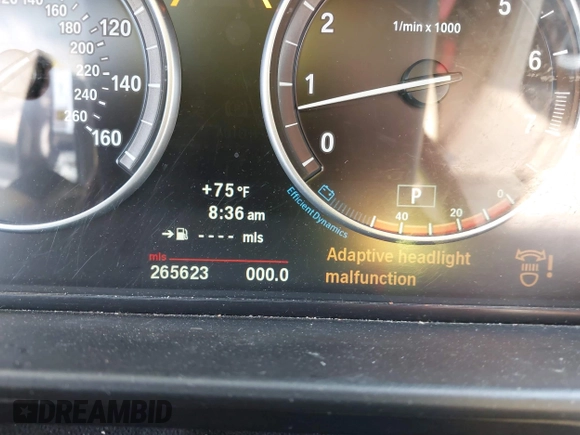 120
140
160
140
160
180
200
220
240
260
1/min x 1000
0
1
2
5
6
+75 °F
8:36 am
---- mls
mls
265623 000.0
EfficientDynamics
P
40 20 0
Adaptive headlight
malfunction
!
DREAMBID